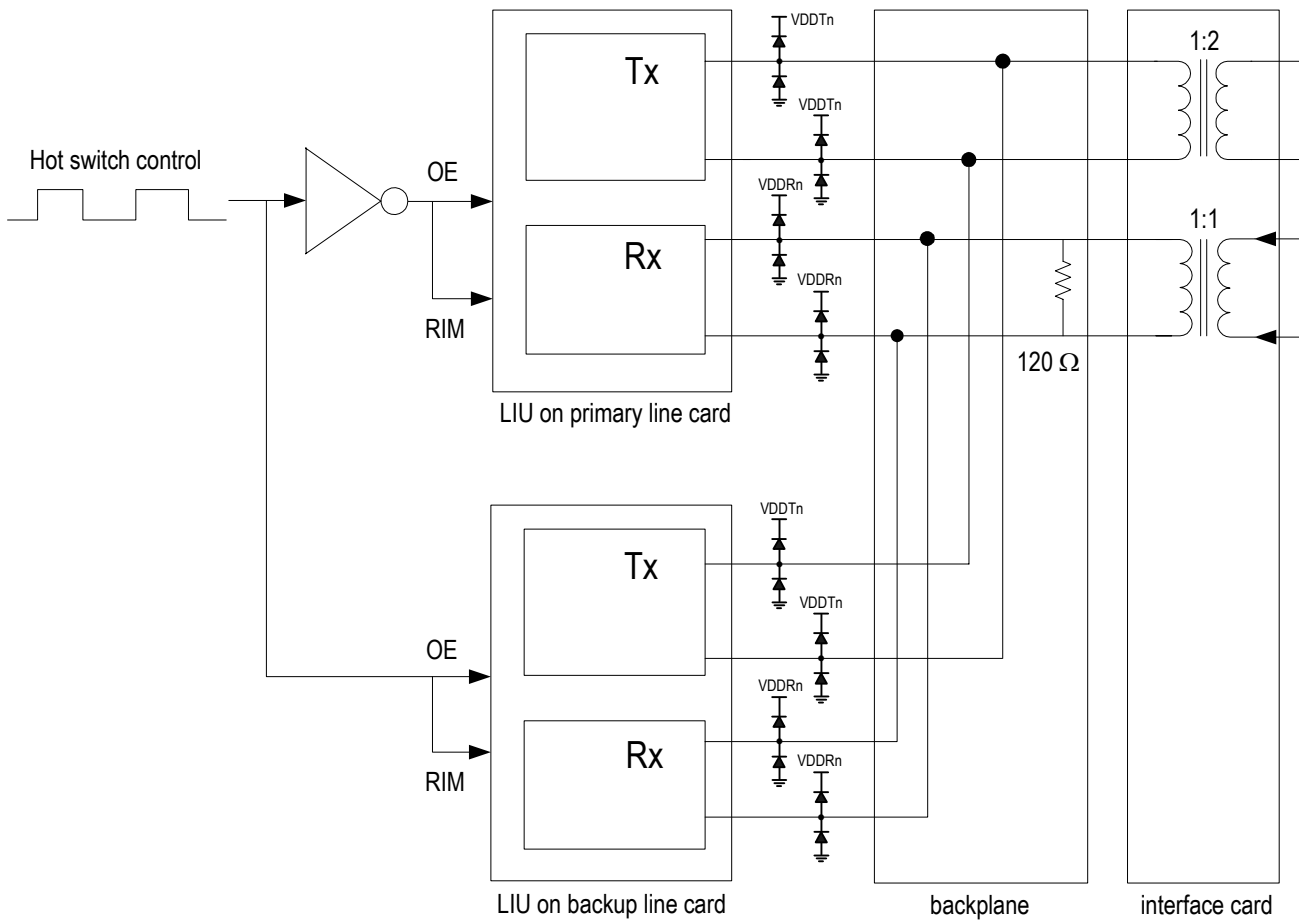 VDDTn
Tx
1:2
VDDTn
Hot switch control
OE
VDDRn
1:1
Rx
VDDRn
RIM
120 Ω
LIU on primary line card
VDDTn
Tx
VDDTn
OE
VDDRn
Rx
VDDRn
RIM
LIU on backup line card
backplane
interface card